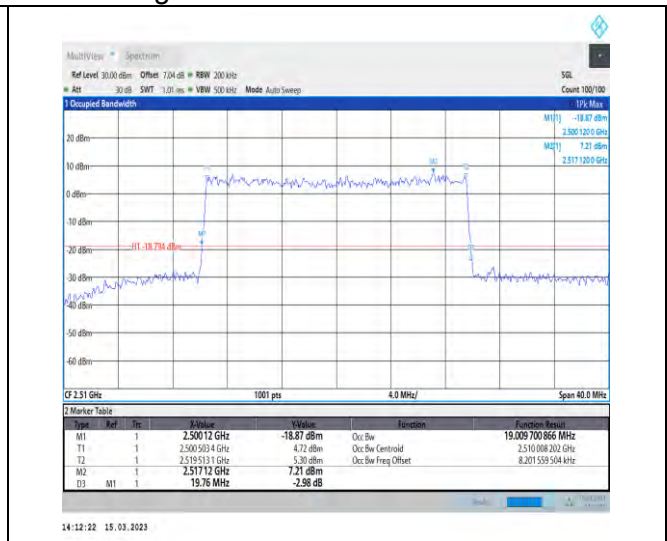 MultiView Spectrum
Ref Level 30.00 dBm Offset 7.04 dB RBW 200 kHz SGL
Att 30 dB SWT 1.01 ms VBW 500 kHz Mode Auto Sweep Count 100/100
1 Occupied Bandwidth 1Pk Max
M1[1] -18.87 dBm
2.500 120 0 GHz
M2[1] 7.21 dBm
2.517 120 0 GHz
20 dBm
10 dBm
M2
0 dBm
-10 dBm
M1
H1 -18.794 dBm
-20 dBm
-30 dBm
-40 dBm
-50 dBm
-60 dBm
CF 2.51 GHz 1001 pts 4.0 MHz/ Span 40.0 MHz
2 Marker Table
Type Ref Trc X-Value Y-Value Function Function Result
M1 1 2.500 12 GHz -18.87 dBm Occ Bw 19.009 700 866 MHz
T1 1 2.500 503 4 GHz 4.72 dBm Occ Bw Centroid 2.510 008 202 GHz
T2 1 2.519 513 1 GHz 5.30 dBm Occ Bw Freq Offset 8.201 559 504 kHz
M2 1 2.517 12 GHz 7.21 dBm
D3 M1 1 19.76 MHz -2.98 dB
14:12:22 15.03.2023